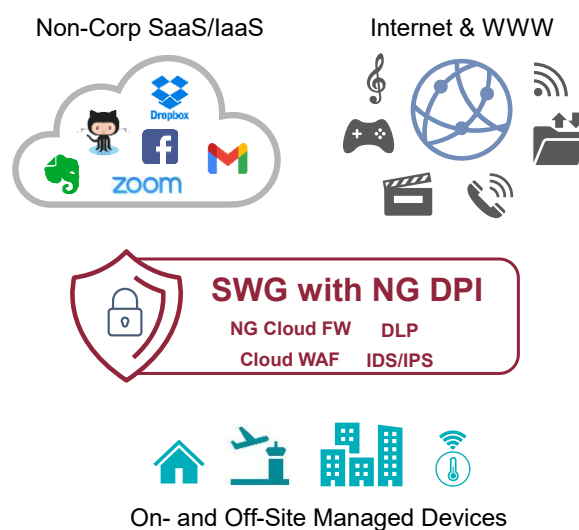 Non-Corp SaaS/IaaS
Internet & WWW
Dropbox
zoom
SWG with NG DPI
NG Cloud FW
DLP
Cloud WAF
IDS/IPS
On- and Off-Site Managed Devices